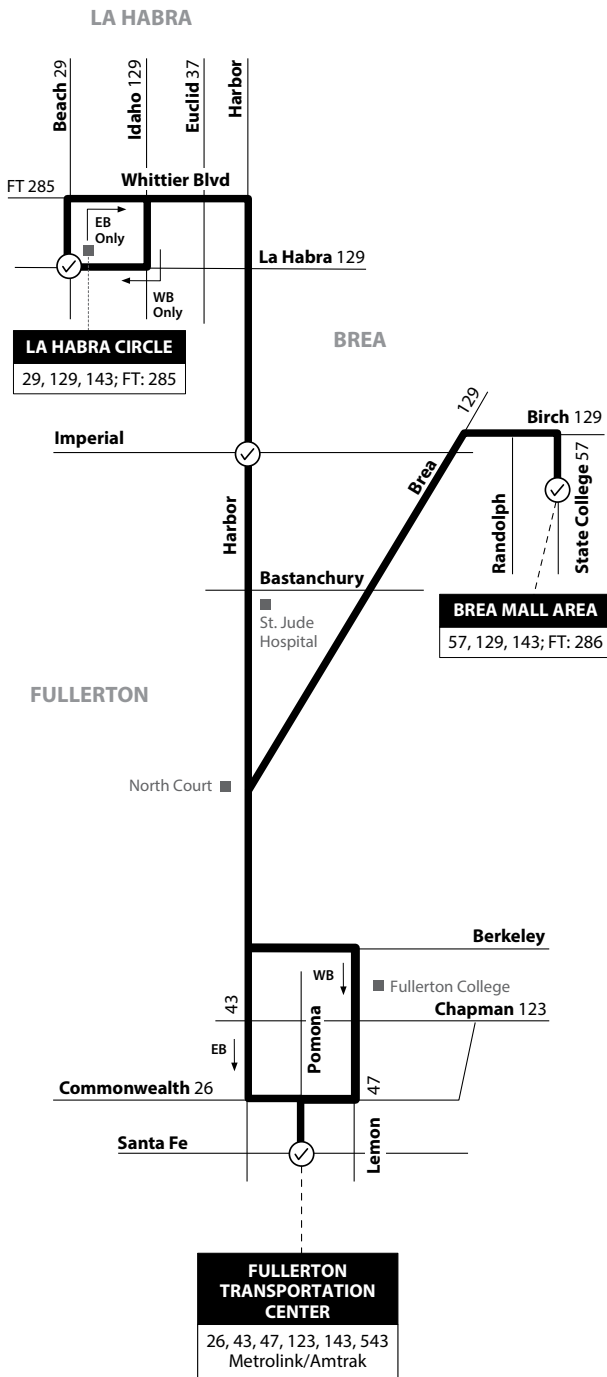 LA HABRA
Beach 29
Idaho 129
Euclid 37
Harbor
FT 285
Whittier Blvd
EB
Only
La Habra 129
WB
Only
LA HABRA CIRCLE
29, 129, 143; FT: 285
BREA
129
Birch 129
Imperial
Brea
Harbor
Randolph
State College 57
Bastanchury
St. Jude
Hospital
BREA MALL AREA
57, 129, 143; FT: 286
FULLERTON
North Court
Berkeley
WB
Fullerton College
43
Pomona
Chapman 123
EB
Commonwealth 26
47
Santa Fe
Lemon
FULLERTON
TRANSPORTATION
CENTER
26, 43, 47, 123, 143, 543
Metrolink/Amtrak